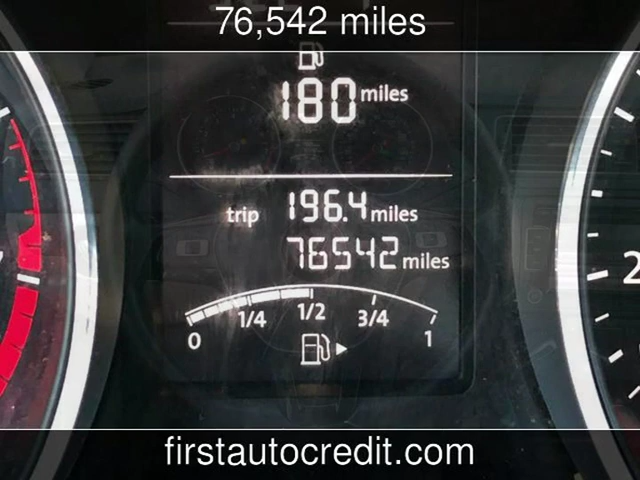 76,542 miles
180 miles
trip 196.4 miles
76542 miles
0 1/4 1/2 3/4 1
2
firstautocredit.com